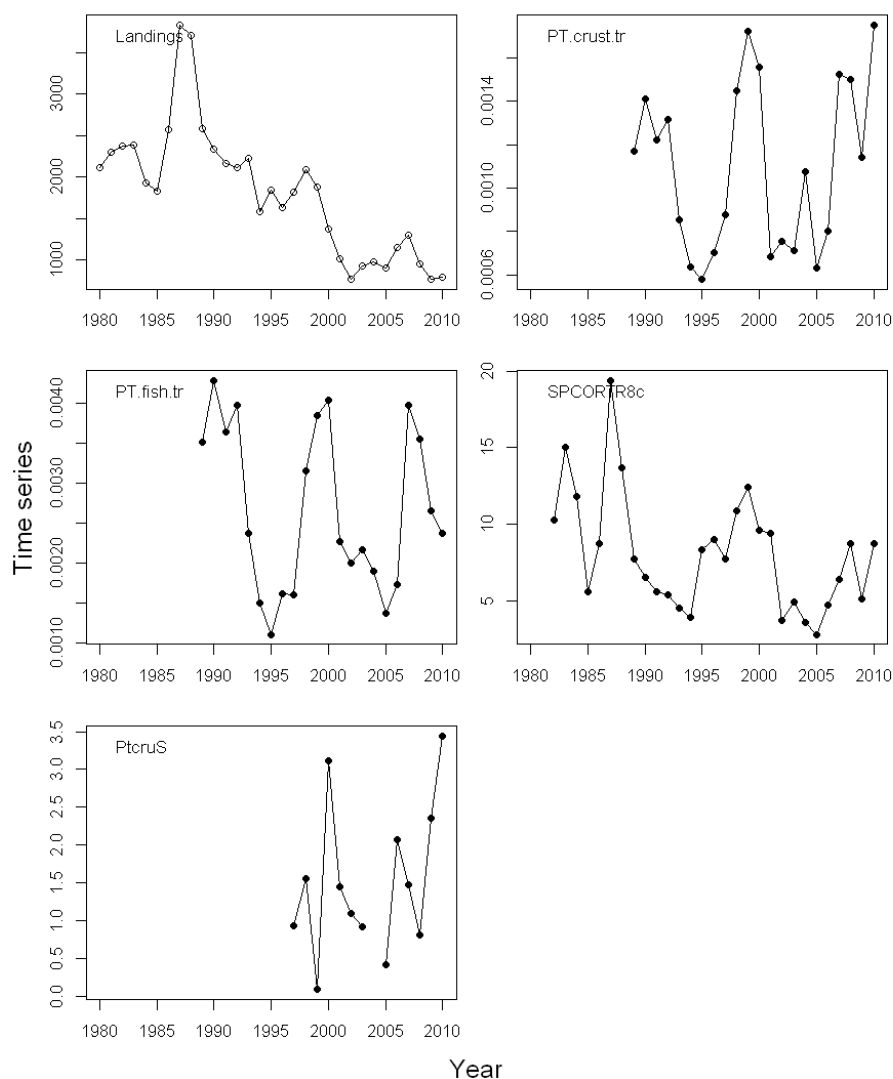 Landings
1000 2000 3000
1980 1985 1990 1995 2000 2005 2010
PT.crust.tr
0.0006 0.0010 0.0014
1980 1985 1990 1995 2000 2005 2010
PT.fish.tr
0.0010 0.0020 0.0030 0.0040
1980 1985 1990 1995 2000 2005 2010
SPCORTR8c
5 10 15 20
1980 1985 1990 1995 2000 2005 2010
PtcruS
0.0 0.5 1.0 1.5 2.0 2.5 3.0 3.5
1980 1985 1990 1995 2000 2005 2010
Time series
Year